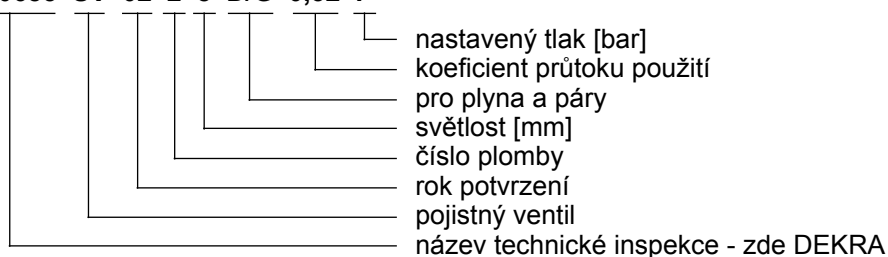 nastavený tlak [bar]
koeficient průtoku použití
pro plyna a páry
světlost [mm]
číslo plomby
rok potvrzení
pojistný ventil
název technické inspekce - zde DEKRA